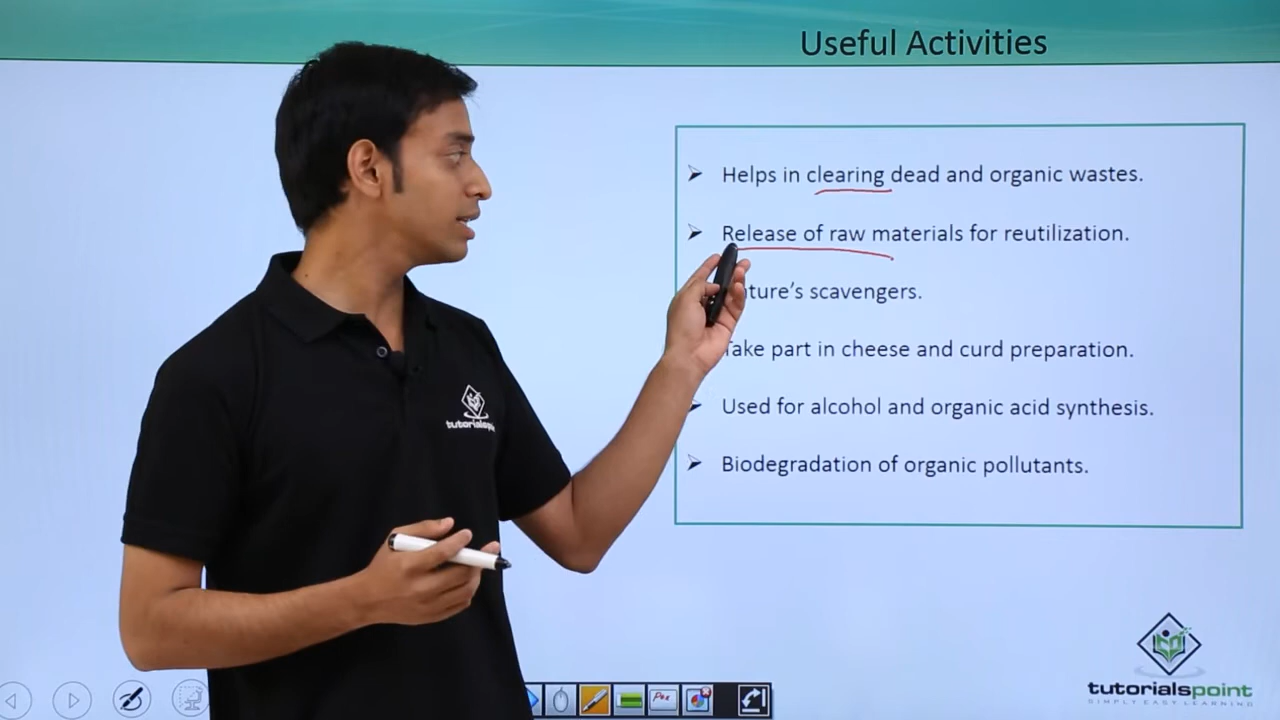 Useful Activities
Helps in clearing dead and organic wastes.
Release of raw materials for reutilization.
ture's scavengers.
Take part in cheese and curd preparation.
Used for alcohol and organic acid synthesis.
Biodegradation of organic pollutants.
tutorialspoint
tutorialspoint
SIMPLY EASY LEARNING